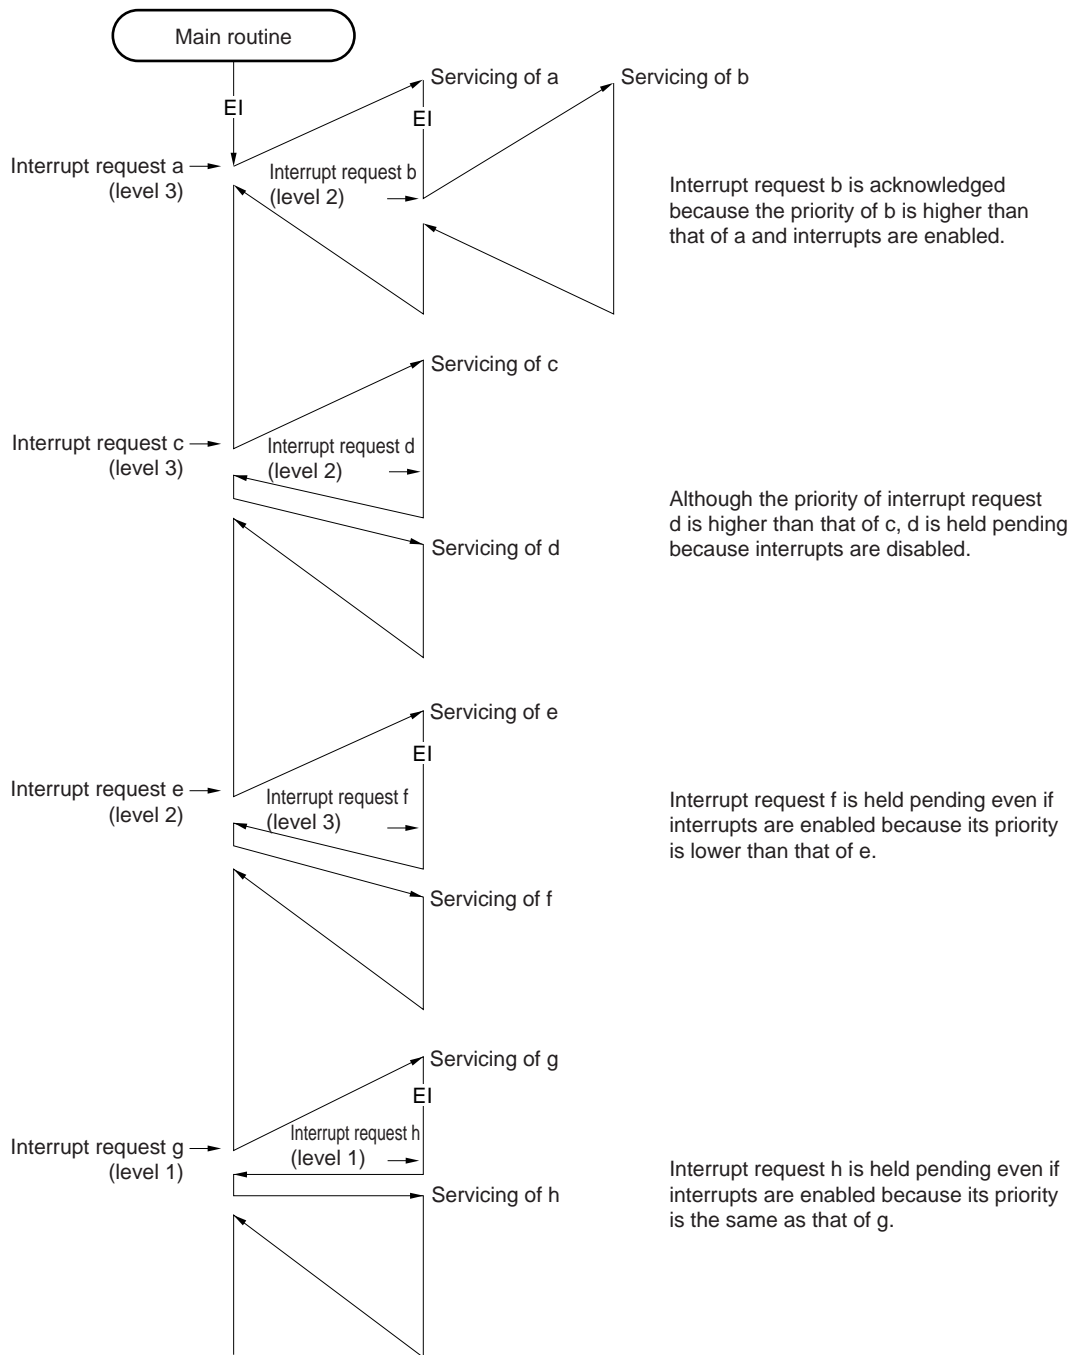 Main routine
Servicing of a
Servicing of b
EI
EI
Interrupt request a
(level 3)
Interrupt request b
(level 2)
Interrupt request b is acknowledged
because the priority of b is higher than
that of a and interrupts are enabled.
Servicing of c
Interrupt request c
(level 3)
Interrupt request d
(level 2)
Although the priority of interrupt request
d is higher than that of c, d is held pending
because interrupts are disabled.
Servicing of d
Servicing of e
EI
Interrupt request e
(level 2)
Interrupt request f
(level 3)
Interrupt request f is held pending even if
interrupts are enabled because its priority
is lower than that of e.
Servicing of f
Servicing of g
EI
Interrupt request g
(level 1)
Interrupt request h
(level 1)
Interrupt request h is held pending even if
interrupts are enabled because its priority
is the same as that of g.
Servicing of h